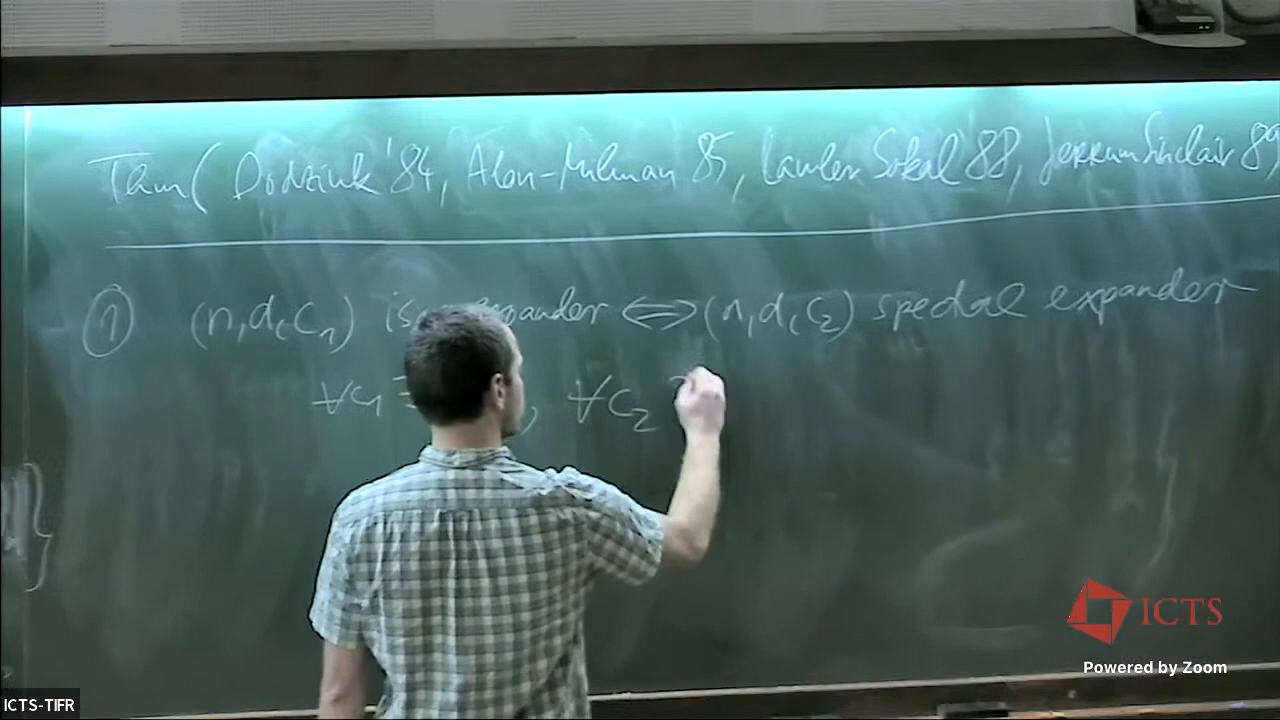 Thm ( Dodziuk '84, Alon-Milman 85, Lawler Sokal '88, Jerrum Sinclair 89
① (n,d,c₁) is expander ⟺ (n,d,c₂) spectral expander
∀c₁ , ∀c₂
ICTS
Powered by Zoom
ICTS-TIFR